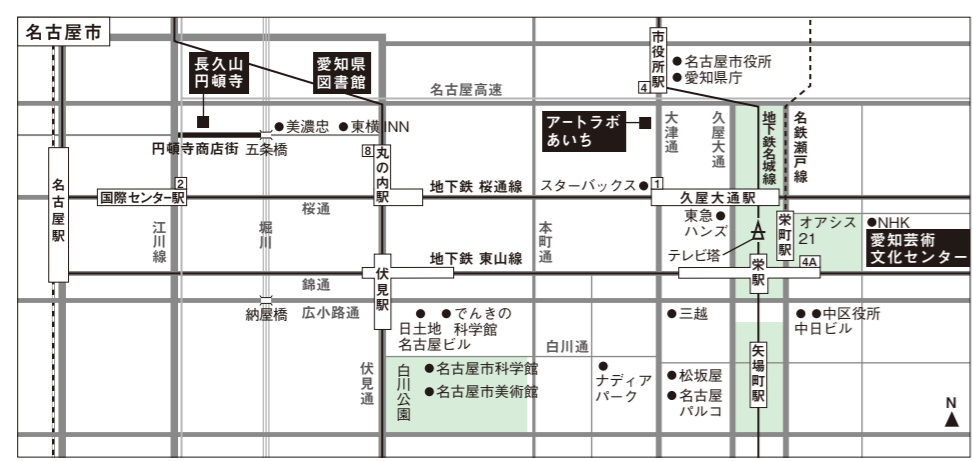 名古屋市
長久山
円頓寺
愛知県
図書館
名古屋高速
市役所駅
4
●名古屋市役所
●愛知県庁
●美濃忠
●東横INN
円頓寺商店街
五条橋
アートラボ
あいち
大津通
久屋大通
地下鉄名城線
名鉄瀬戸線
8
丸の内駅
名古屋駅
2
国際センター駅
桜通
地下鉄 桜通線
スターバックス●
1
久屋大通駅
江川線
堀川
本町通
東急●
ハンズ
テレビ塔
栄町駅
オアシス
21
●NHK
愛知芸術
文化センター
地下鉄 東山線
伏見駅
栄駅
4A
錦通
納屋橋
広小路通
●日土地
名古屋ビル
●でんきの
科学館
●三越
●中日ビル
●中区役所
白川通
伏見通
白川公園
●名古屋市科学館
●名古屋市美術館
●
ナディア
パーク
●松坂屋
●名古屋
パルコ
矢場町駅
N